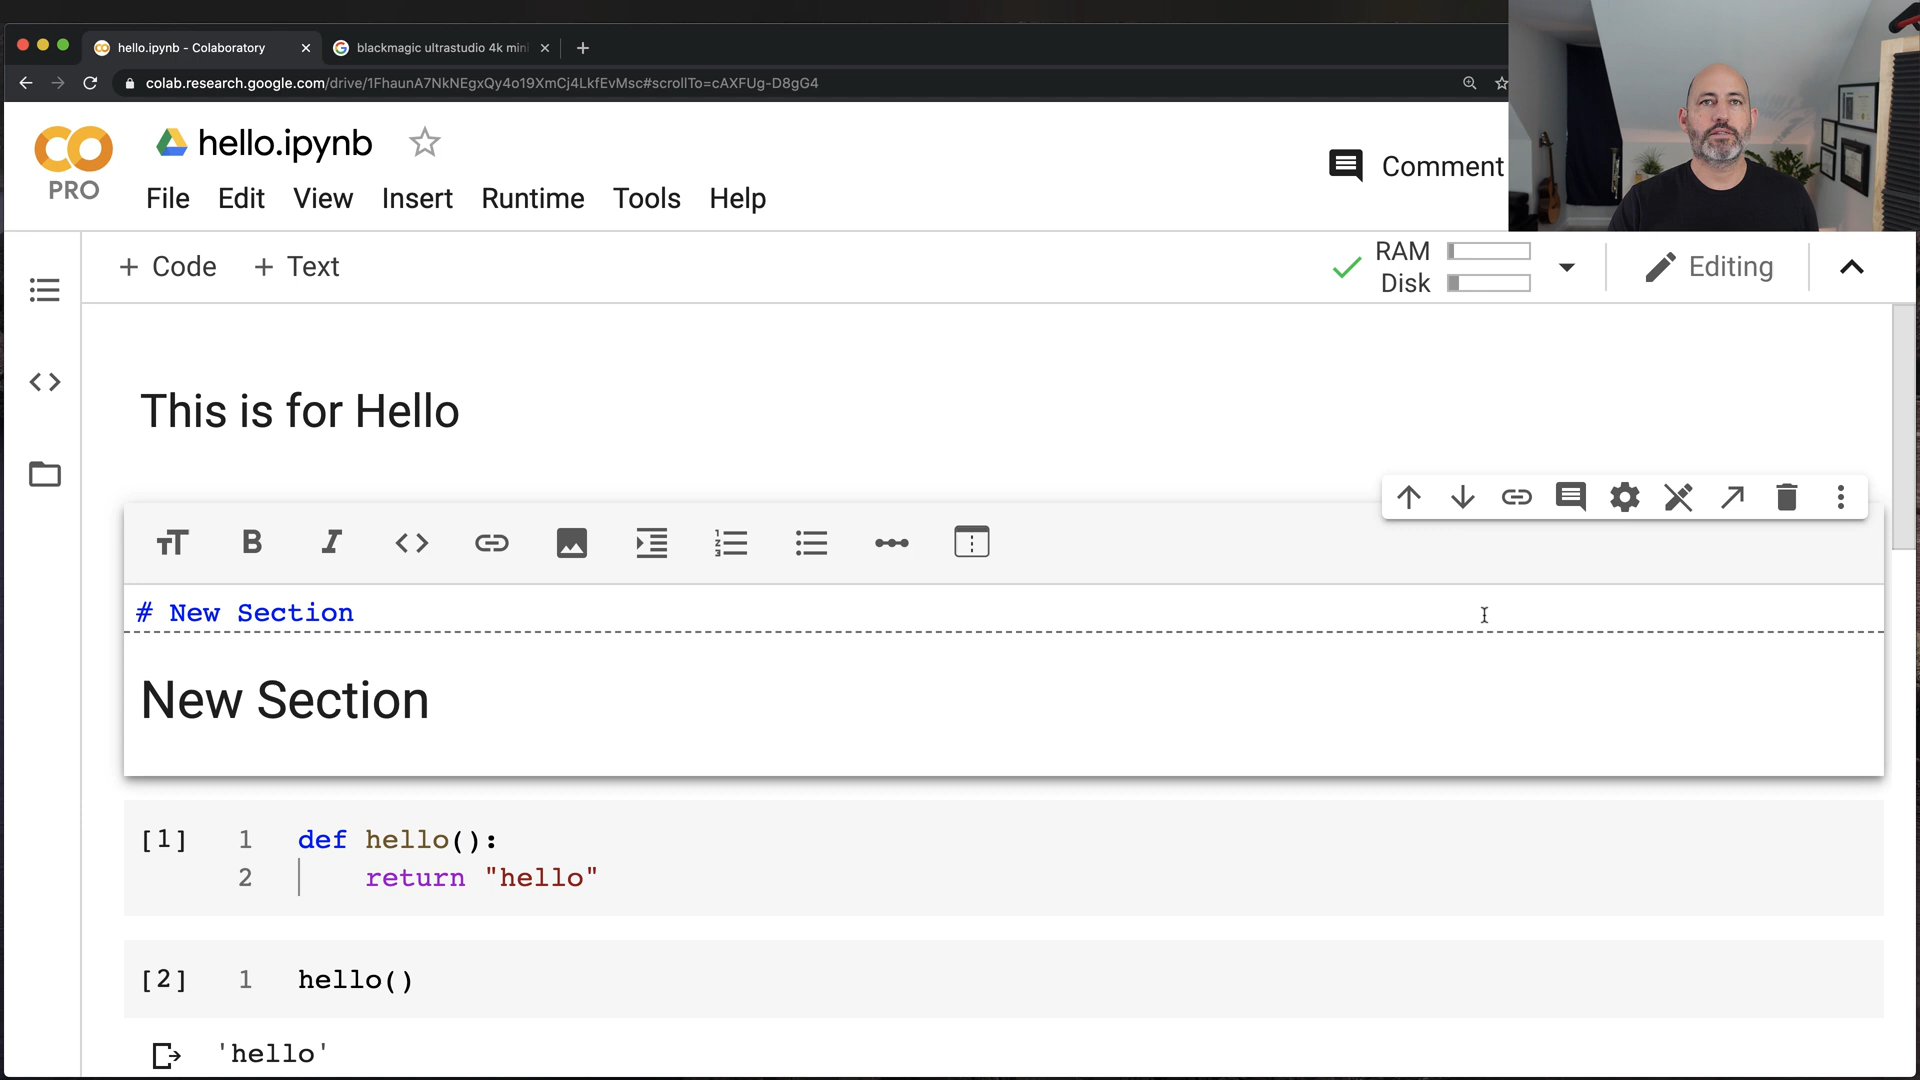 hello.ipynb - Colaboratory
blackmagic ultrastudio 4k mini
colab.research.google.com/drive/1FhaunA7NkNEgxQy4o19XmCj4LkfEvMsc#scrollTo=cAXFUg-D8gG4
PRO
hello.ipynb
Comment
File Edit View Insert Runtime Tools Help
+ Code + Text
RAM
Disk
Editing
This is for Hello
# New Section
New Section
[1] 1 def hello():
2 return "hello"
[2] 1 hello()
'hello'